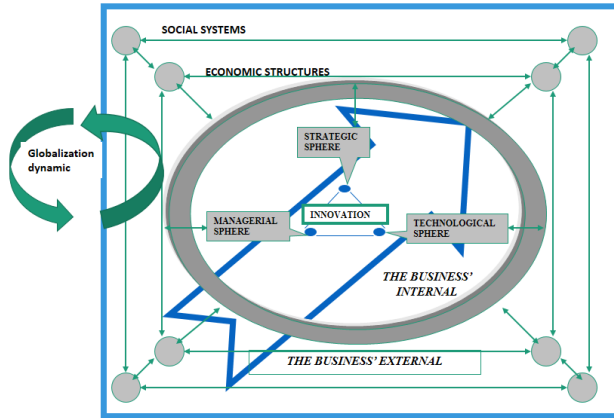 SOCIAL SYSTEMS
ECONOMIC STRUCTURES
Globalization
dynamic
STRATEGIC
SPHERE
MANAGERIAL
SPHERE
INNOVATION
TECHNOLOGICAL
SPHERE
THE BUSINESS'
INTERNAL
THE BUSINESS' EXTERNAL